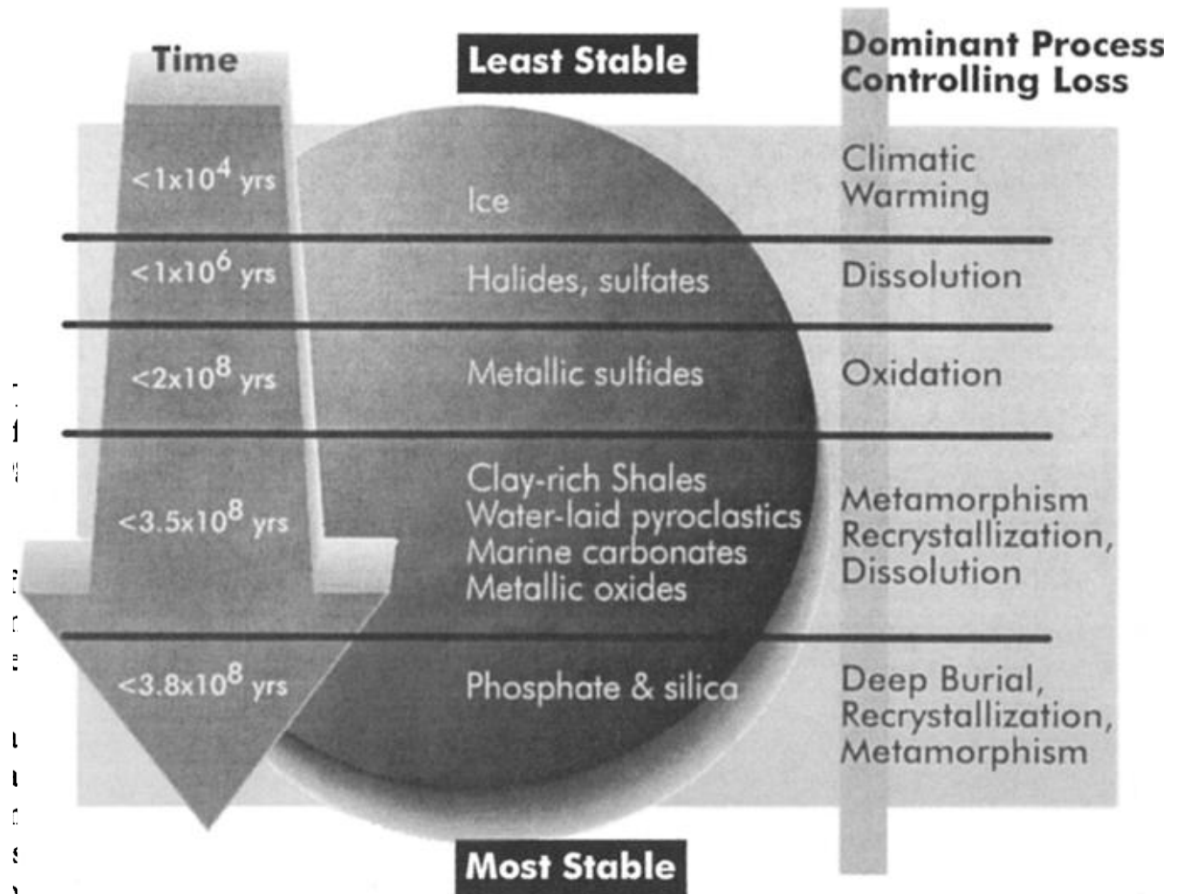 Time
Least Stable
Dominant Process
Controlling Loss
<1x10⁴ yrs
Ice
Climatic
Warming
<1x10⁶ yrs
Halides, sulfates
Dissolution
<2x10⁸ yrs
Metallic sulfides
Oxidation
<3.5x10⁸ yrs
Clay-rich Shales
Water-laid pyroclastics
Marine carbonates
Metallic oxides
Metamorphism
Recrystallization,
Dissolution
<3.8x10⁸ yrs
Phosphate & silica
Deep Burial,
Recrystallization,
Metamorphism
Most Stable